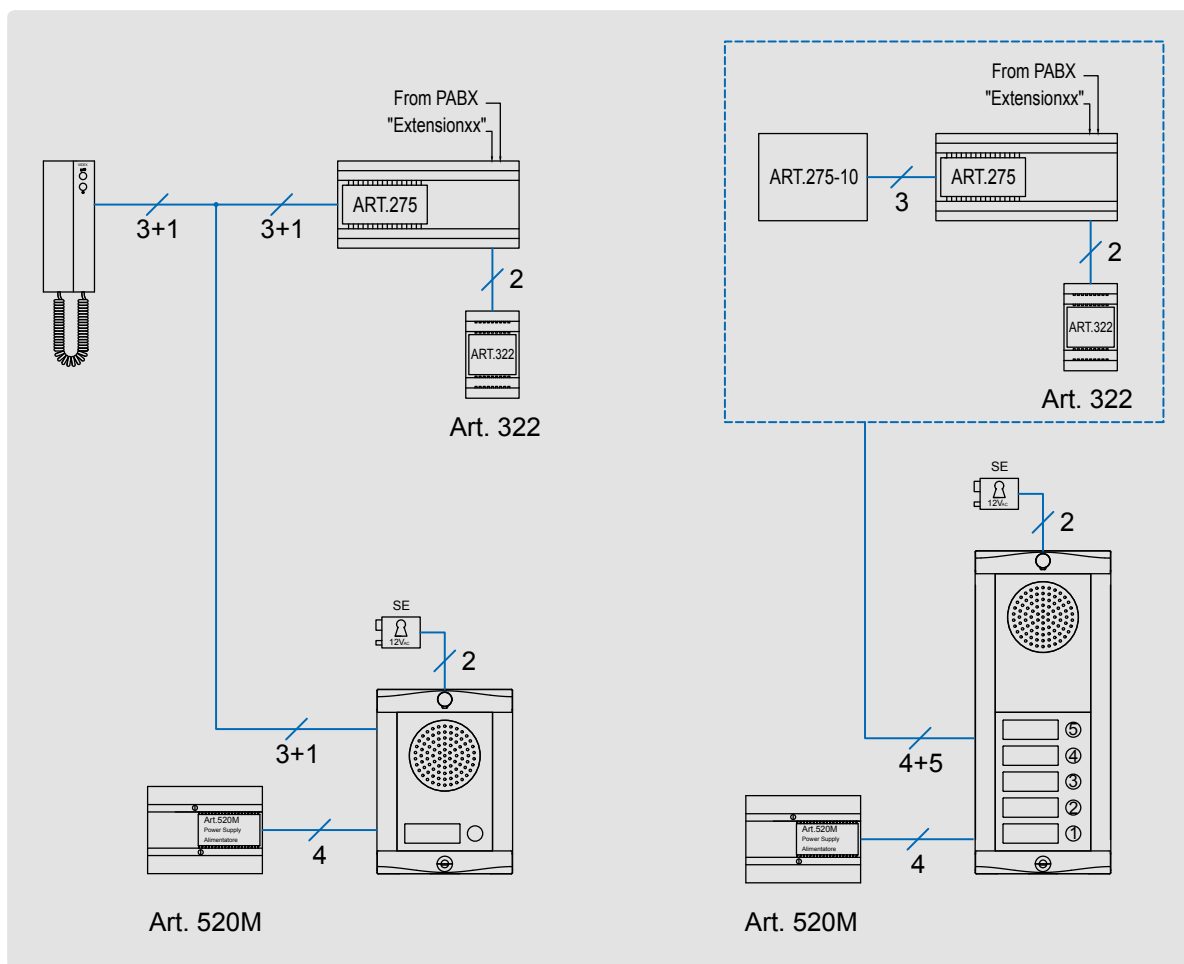 From PABX
"Extensionxx"
ART.275
3+1
3+1
2
ART.322
Art. 322
SE
12VAC
2
3+1
Art.520M
Power Supply
Alimentatore
4
Art. 520M
From PABX
"Extensionxx"
ART.275-10
3
ART.275
2
ART.322
Art. 322
SE
12VAC
2
4+5
5
4
3
2
1
Art.520M
Power Supply
Alimentatore
4
Art. 520M